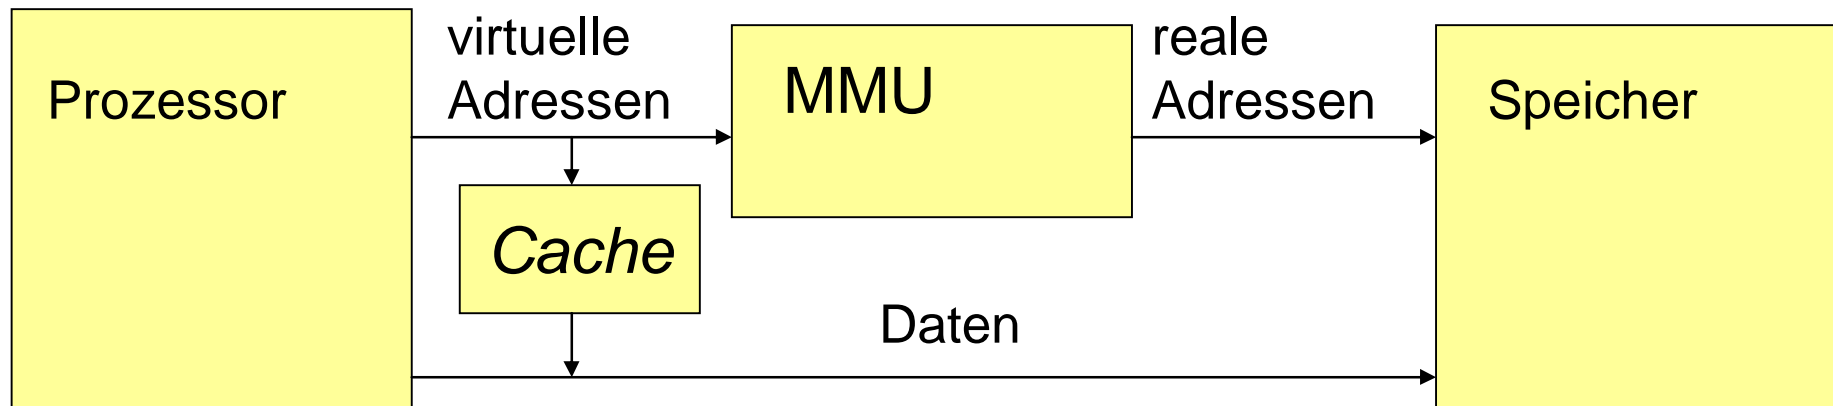 Prozessor
virtuelle
Adressen
MMU
reale
Adressen
Speicher
Cache
Daten